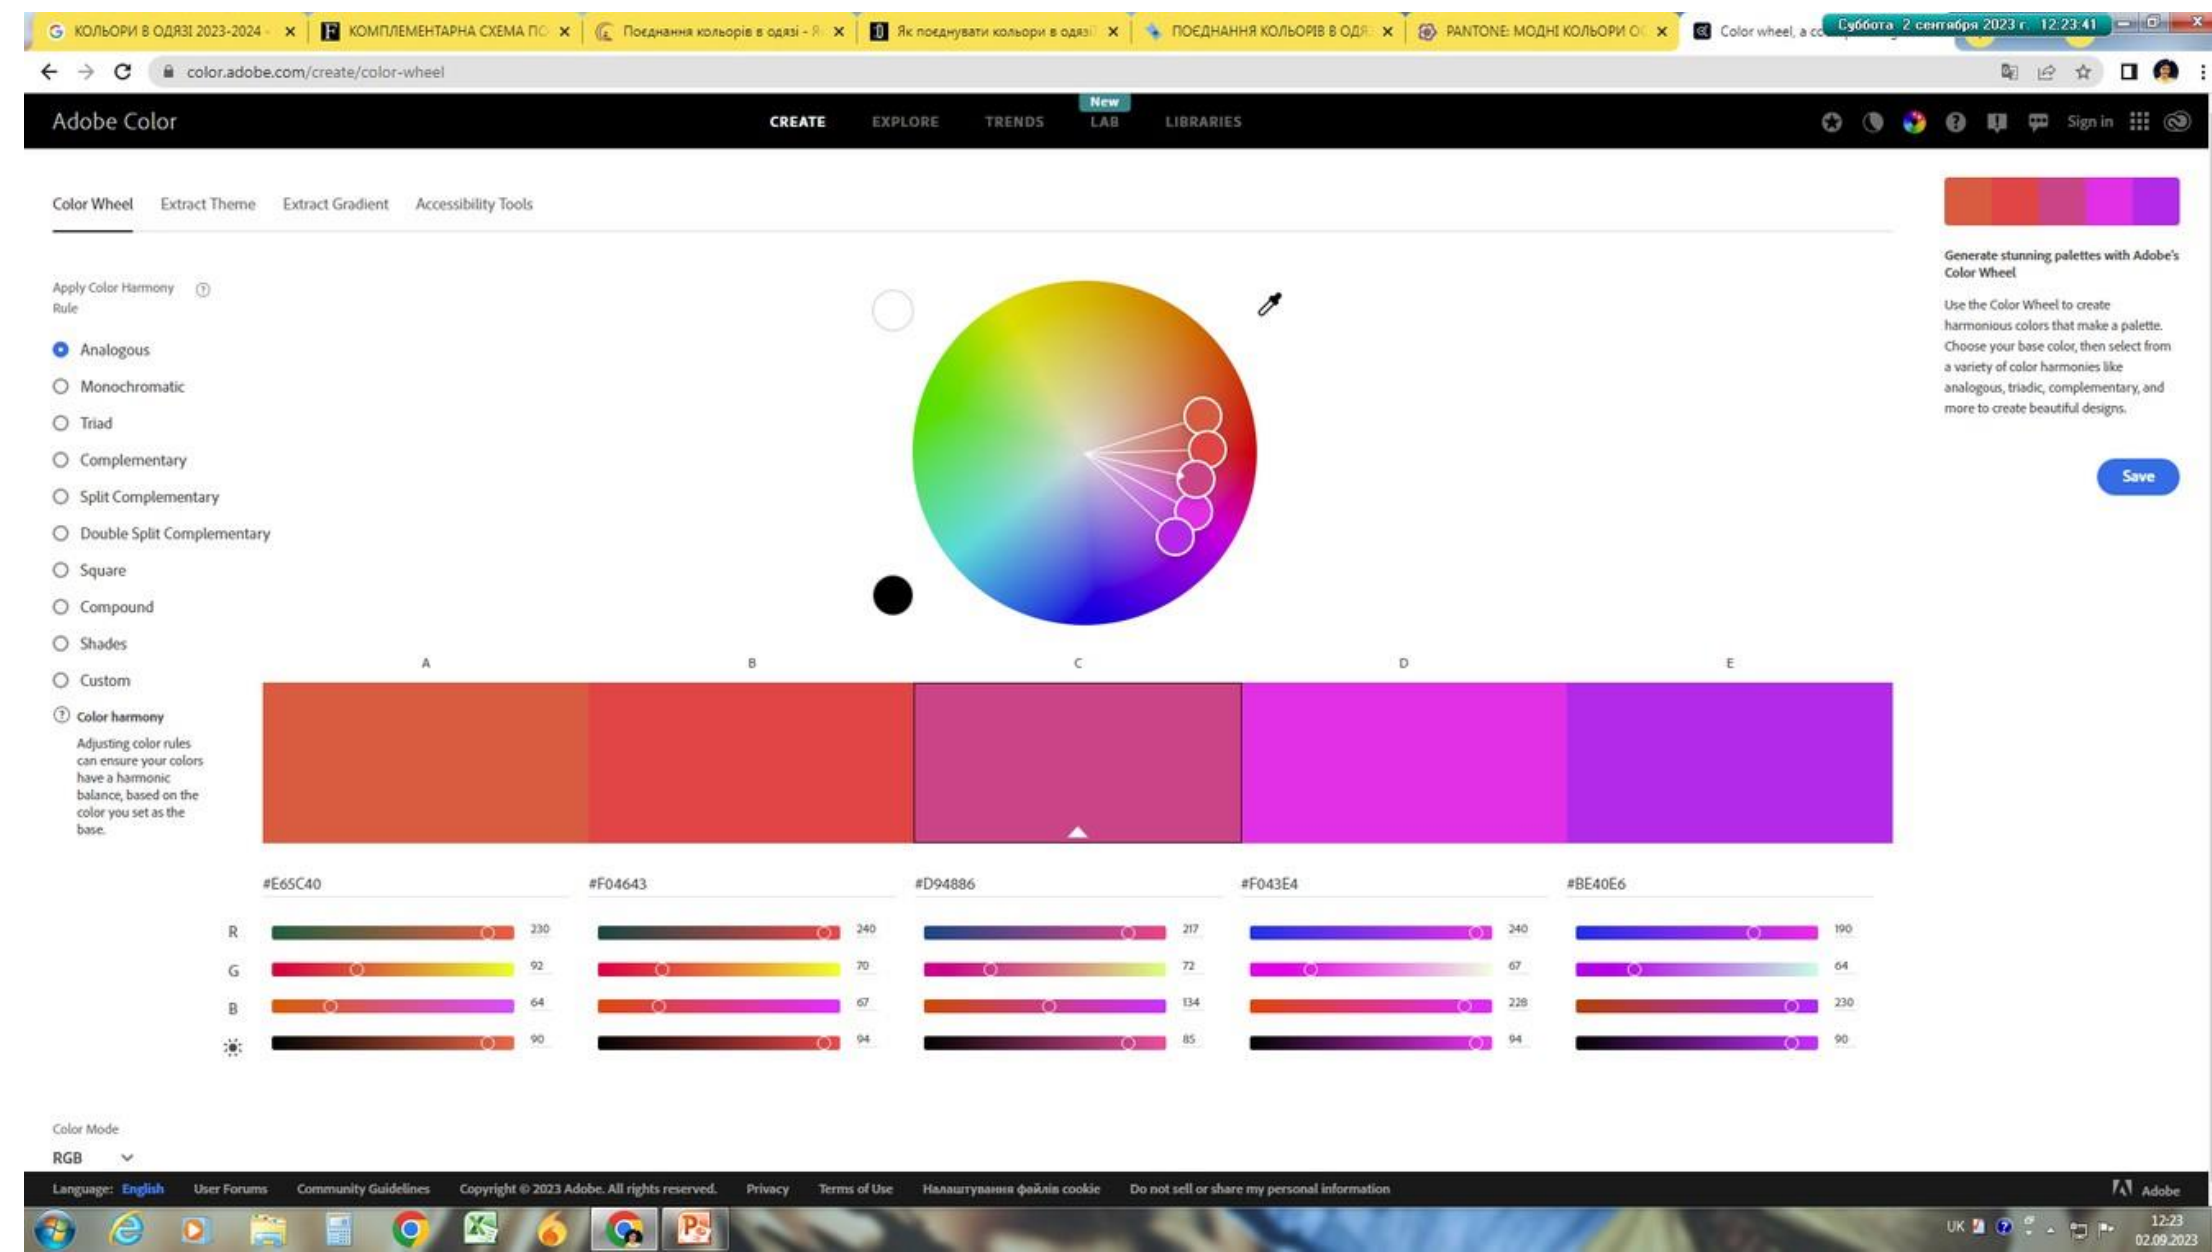 КОЛЬОРИ В ОДЯЗІ 2023-2024 -
КОМПЛЕМЕНТАРНА СХЕМА ПО
Поєднання кольорів в одязі - Я
Як поєднувати кольори в одязі
ПОЄДНАННЯ КОЛЬОРІВ В ОДЯ
PANTONE: МОДНІ КОЛЬОРИ ОС
Color wheel, a co
Суббота 2 сентября 2023 г. 12:23:41
color.adobe.com/create/color-wheel
Adobe Color
CREATE
EXPLORE
TRENDS
New
LAB
LIBRARIES
Sign in
Color Wheel
Extract Theme
Extract Gradient
Accessibility Tools
Apply Color Harmony
Rule
Analogous
Monochromatic
Triad
Complementary
Split Complementary
Double Split Complementary
Square
Compound
Shades
Custom
Color harmony
Adjusting color rules
can ensure your colors
have a harmonic
balance, based on the
color you set as the
base.
Generate stunning palettes with Adobe's
Color Wheel
Use the Color Wheel to create
harmonious colors that make a palette.
Choose your base color, then select from
a variety of color harmonies like
analogous, triadic, complementary, and
more to create beautiful designs.
Save
A B C D E
#E65C40 #F04643 #D94886 #F043E4 #BE40E6
R 230 240 217 240 190
G 92 70 72 67 64
B 64 67 134 228 230
90 94 85 94 90
Color Mode
RGB
Language: English User Forums Community Guidelines Copyright © 2023 Adobe. All rights reserved. Privacy Terms of Use Налаштування файлів cookie Do not sell or share my personal information Adobe
UK
12:23
02.09.2023